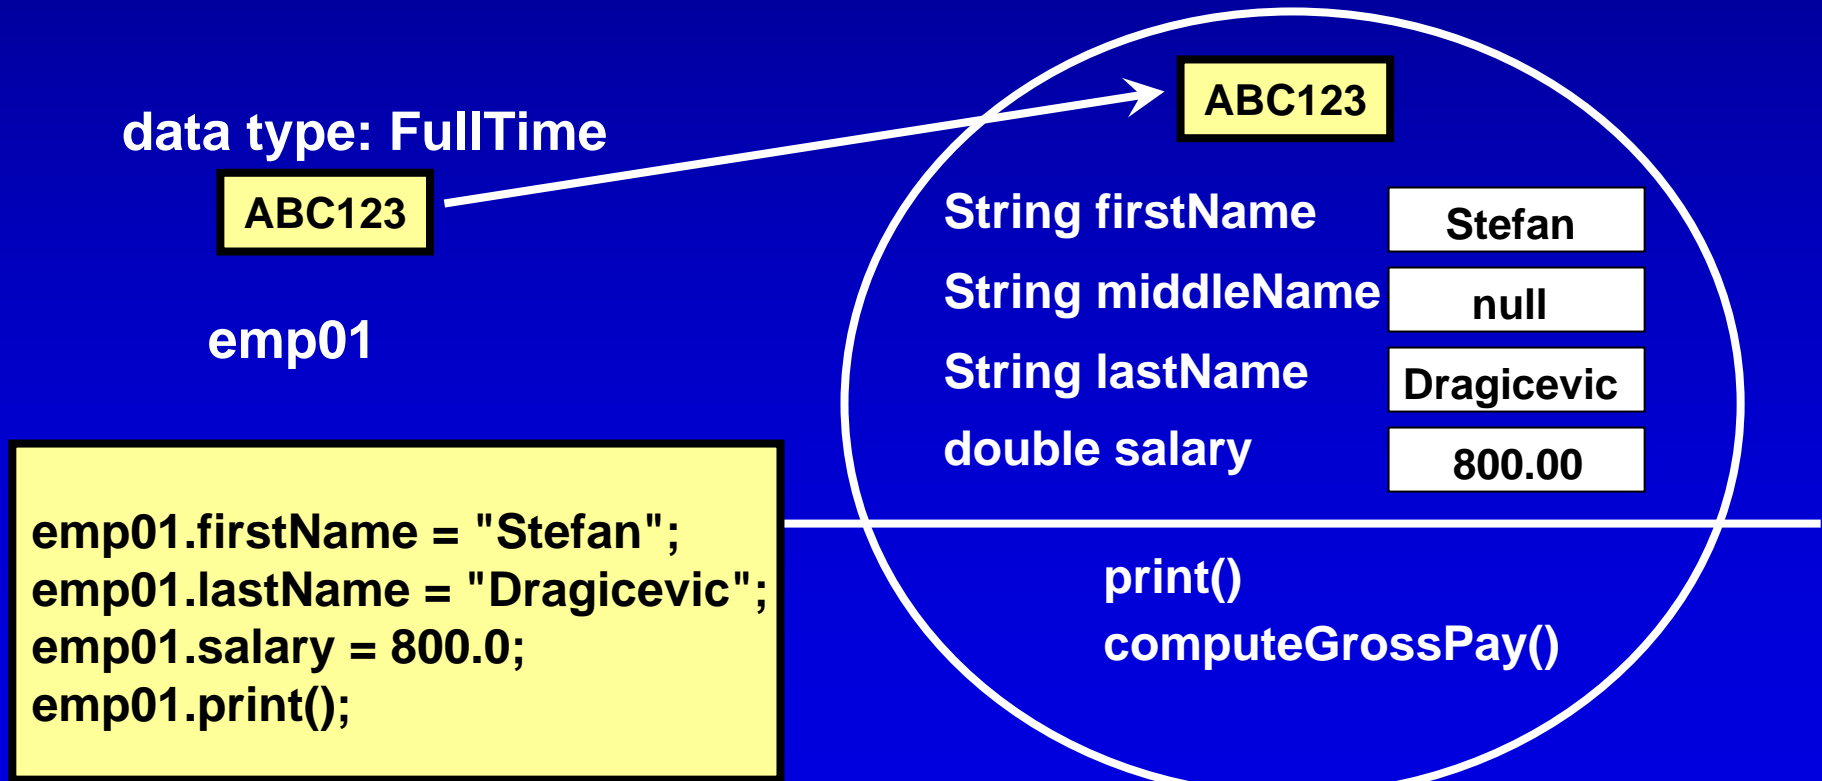 data type: FullTime
ABC123
emp01
emp01.firstName = "Stefan";
emp01.lastName = "Dragicevic";
emp01.salary = 800.0;
emp01.print();
ABC123
String firstName Stefan
String middleName null
String lastName Dragicevic
double salary 800.00
print()
computeGrossPay()